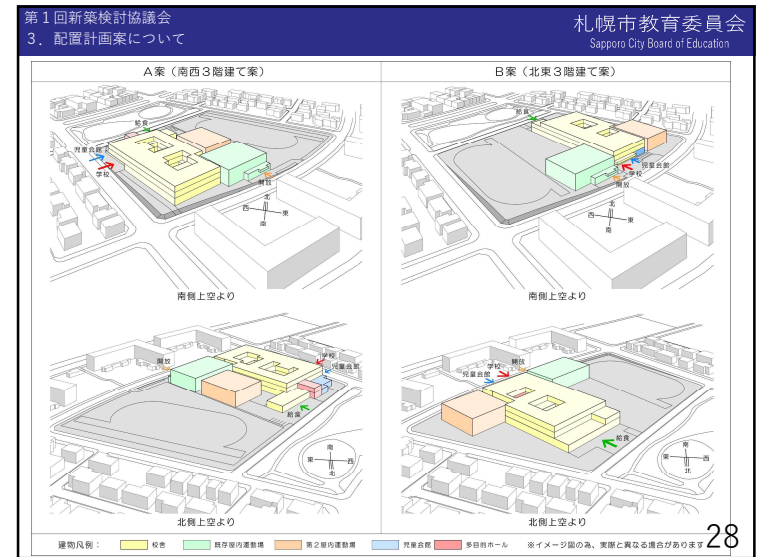 第1回新築検討協議会
3．配置計画案について
札幌市教育委員会
Sapporo City Board of Education
A案（南西3階建て案）
B案（北東3階建て案）
給食
児童会館
学校
開放
北
西
東
南
南側上空より
給食
児童会館
学校
開放
北
西
東
南
南側上空より
開放
学校
児童会館
給食
南
東
西
北
北側上空より
開放
学校
児童会館
給食
南
東
西
北
北側上空より
建物凡例：
校舎
既存屋内運動場
第2屋内運動場
児童会館
多目的ホール
※イメージ図の為、実際と異なる場合があります
28